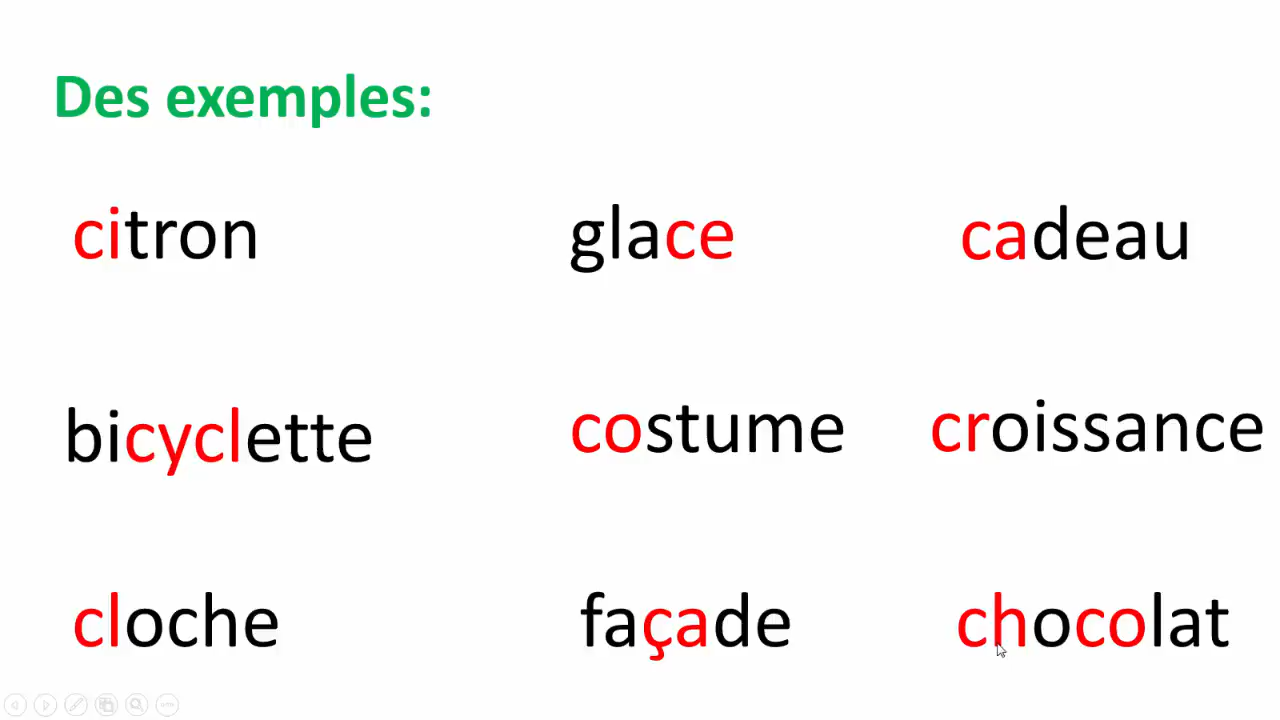 Des exemples:
citron glace cadeau
bicyclette costume croissance
cloche façade chocolat